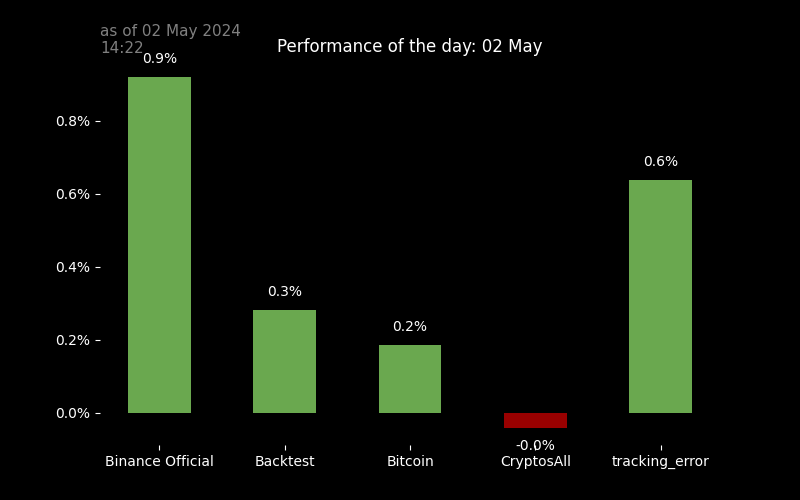 as of 02 May 2024
14:22
Performance of the day: 02 May
0.9%
0.3%
0.2%
-0.0%
0.6%
0.8%
0.6%
0.4%
0.2%
0.0%
Binance Official
Backtest
Bitcoin
CryptosAll
tracking_error